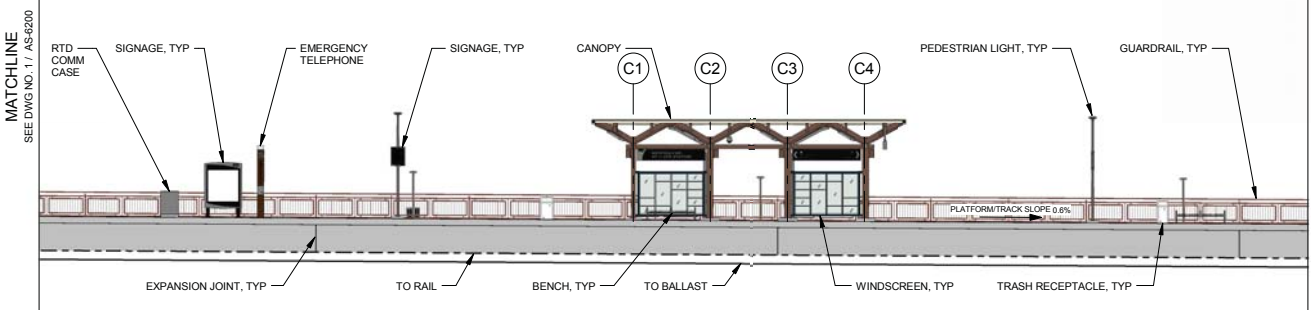 MATCHLINE
SEE DWG NO. 1 / AS-6200
RTD
COMM
CASE
SIGNAGE, TYP
EMERGENCY
TELEPHONE
SIGNAGE, TYP
CANOPY
C1
C2
C3
C4
PEDESTRIAN LIGHT, TYP
GUARDRAIL, TYP
PLATFORM/TRACK SLOPE 0.6%
EXPANSION JOINT, TYP
TO RAIL
BENCH, TYP
TO BALLAST
WINDSCREEN, TYP
TRASH RECEPTACLE, TYP